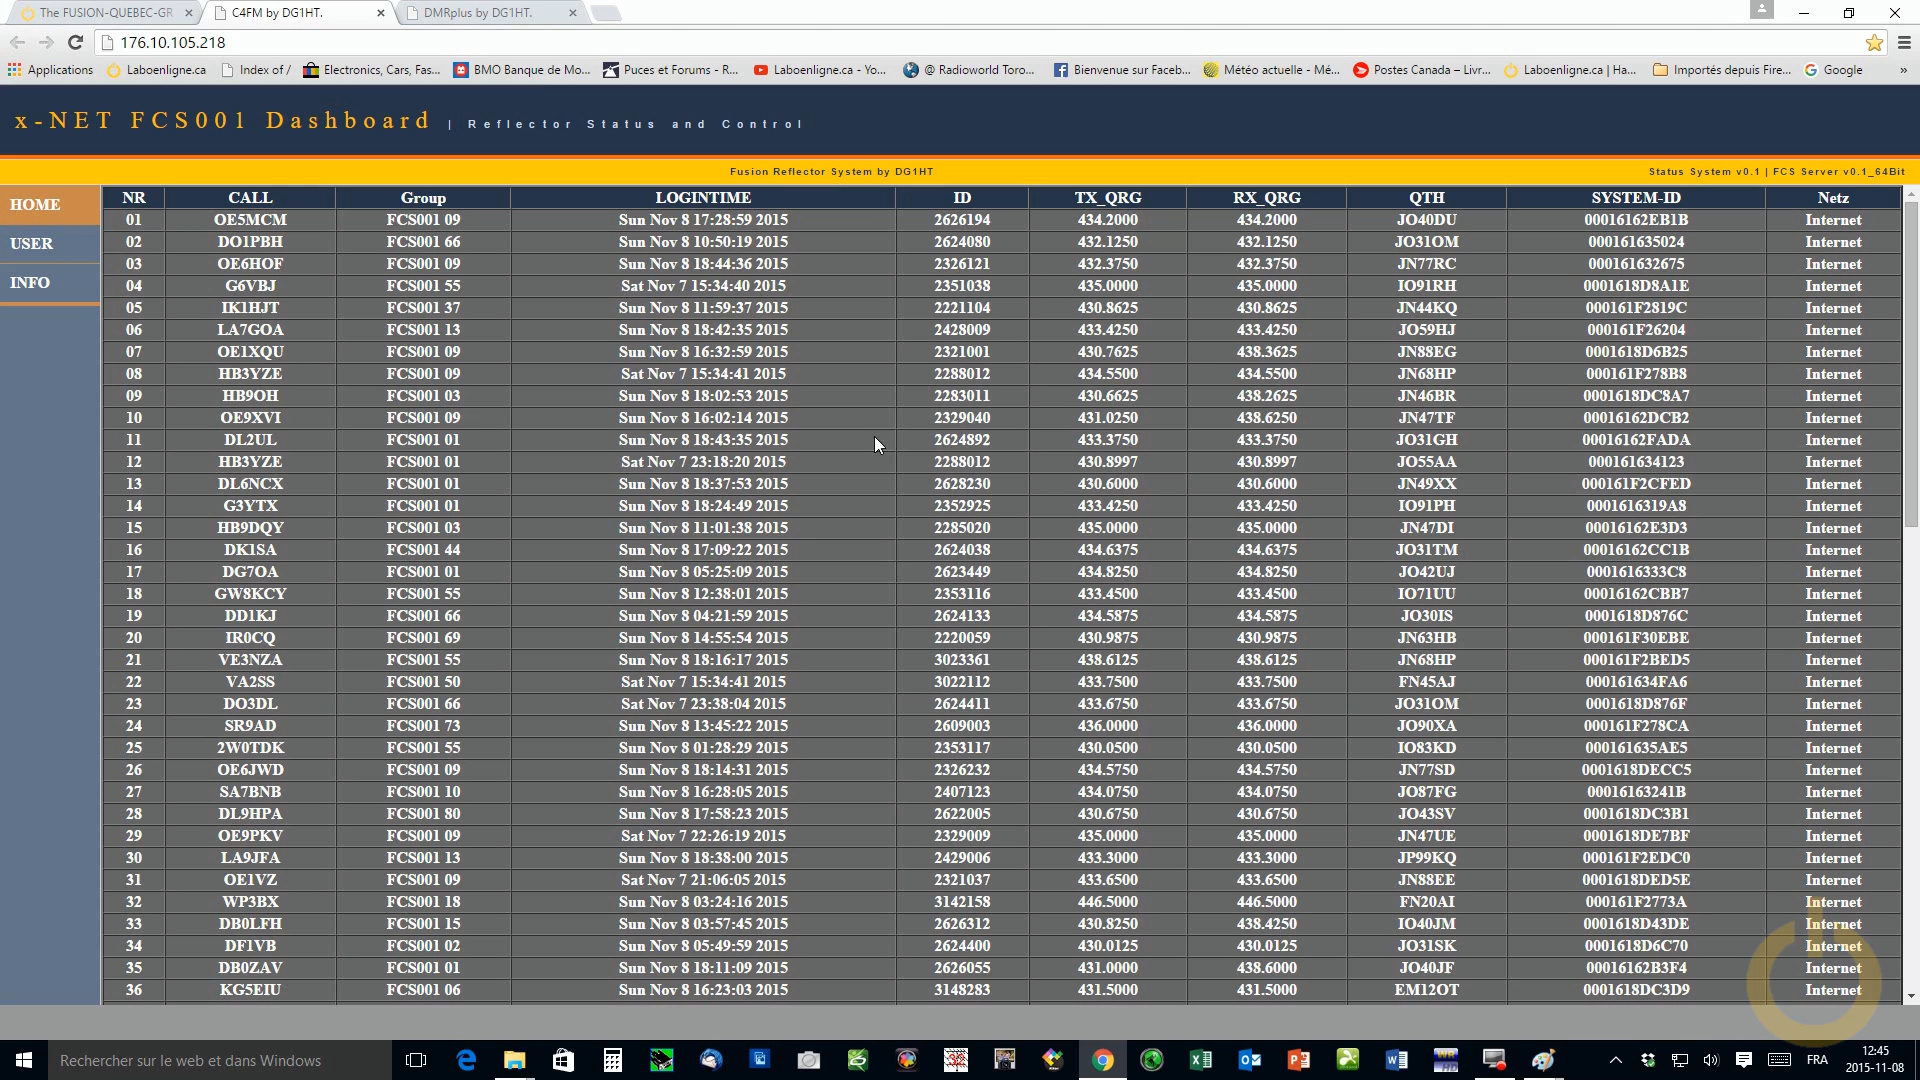 The FUSION-QUEBEC-GR
C4FM by DG1HT.
DMRplus by DG1HT.
176.10.105.218
Applications
Laboenligne.ca
Index of /
Electronics, Cars, Fas...
BMO Banque de Mo...
Puces et Forums - R...
Laboenligne.ca - Yo...
@ Radioworld Toro...
Bienvenue sur Faceb...
Météo actuelle - Mé...
Postes Canada – Livr...
Laboenligne.ca | Ha...
Importés depuis Fire...
Google
»
x-NET FCS001 Dashboard | Reflector Status and Control
Fusion Reflector System by DG1HT
Status System v0.1 | FCS Server v0.1_64Bit
HOME
USER
INFO
NR CALL Group LOGINTIME ID TX_QRG RX_QRG QTH SYSTEM-ID Netz
01 OE5MCM FCS001 09 Sun Nov 8 17:28:59 2015 2626194 434.2000 434.2000 JO40DU 00016162EB1B Internet
02 DO1PBH FCS001 66 Sun Nov 8 10:50:19 2015 2624080 432.1250 432.1250 JO31OM 000161635024 Internet
03 OE6HOF FCS001 09 Sun Nov 8 18:44:36 2015 2326121 432.3750 432.3750 JN77RC 000161632675 Internet
04 G6VBJ FCS001 55 Sat Nov 7 15:34:40 2015 2351038 435.0000 435.0000 IO91RH 0001618D8A1E Internet
05 IK1HJT FCS001 37 Sun Nov 8 11:59:37 2015 2221104 430.8625 430.8625 JN44KQ 000161F2819C Internet
06 LA7GOA FCS001 13 Sun Nov 8 18:42:35 2015 2428009 433.4250 433.4250 JO59HJ 000161F26204 Internet
07 OE1XQU FCS001 09 Sun Nov 8 16:32:59 2015 2321001 430.7625 438.3625 JN88EG 0001618D6B25 Internet
08 HB3YZE FCS001 09 Sat Nov 7 15:34:41 2015 2288012 434.5500 434.5500 JN68HP 000161F278B8 Internet
09 HB9OH FCS001 03 Sun Nov 8 18:02:53 2015 2283011 430.6625 438.2625 JN46BR 0001618DC8A7 Internet
10 OE9XVI FCS001 09 Sun Nov 8 16:02:14 2015 2329040 431.0250 438.6250 JN47TF 00016162DCB2 Internet
11 DL2UL FCS001 01 Sun Nov 8 18:43:35 2015 2624892 433.3750 433.3750 JO31GH 00016162FADA Internet
12 HB3YZE FCS001 01 Sat Nov 7 23:18:20 2015 2288012 430.8997 430.8997 JO55AA 000161634123 Internet
13 DL6NCX FCS001 01 Sun Nov 8 18:37:53 2015 2628230 430.6000 430.6000 JN49XX 000161F2CFED Internet
14 G3YTX FCS001 01 Sun Nov 8 18:24:49 2015 2352925 433.4250 433.4250 IO91PH 0001616319A8 Internet
15 HB9DQY FCS001 03 Sun Nov 8 11:01:38 2015 2285020 435.0000 435.0000 JN47DI 00016162E3D3 Internet
16 DK1SA FCS001 44 Sun Nov 8 17:09:22 2015 2624038 434.6375 434.6375 JO31TM 00016162CC1B Internet
17 DG7OA FCS001 01 Sun Nov 8 05:25:09 2015 2623449 434.8250 434.8250 JO42UJ 0001616333C8 Internet
18 GW8KCY FCS001 55 Sun Nov 8 12:38:01 2015 2353116 433.4500 433.4500 IO71UU 00016162CBB7 Internet
19 DD1KJ FCS001 66 Sun Nov 8 04:21:59 2015 2624133 434.5875 434.5875 JO30IS 0001618D876C Internet
20 IR0CQ FCS001 69 Sun Nov 8 14:55:54 2015 2220059 430.9875 430.9875 JN63HB 000161F30EBE Internet
21 VE3NZA FCS001 55 Sun Nov 8 18:16:17 2015 3023361 438.6125 438.6125 JN68HP 000161F2BED5 Internet
22 VA2SS FCS001 50 Sat Nov 7 15:34:41 2015 3022112 433.7500 433.7500 FN45AJ 000161634FA6 Internet
23 DO3DL FCS001 66 Sat Nov 7 23:38:04 2015 2624411 433.6750 433.6750 JO31OM 0001618D876F Internet
24 SR9AD FCS001 73 Sun Nov 8 13:45:22 2015 2609003 436.0000 436.0000 JO90XA 000161F278CA Internet
25 2W0TDK FCS001 55 Sun Nov 8 01:28:29 2015 2353117 430.0500 430.0500 IO83KD 000161635AE5 Internet
26 OE6JWD FCS001 09 Sun Nov 8 18:14:31 2015 2326232 434.5750 434.5750 JN77SD 0001618DECC5 Internet
27 SA7BNB FCS001 10 Sun Nov 8 16:28:05 2015 2407123 434.0750 434.0750 JO87FG 00016163241B Internet
28 DL9HPA FCS001 80 Sun Nov 8 17:58:23 2015 2622005 430.6750 430.6750 JO43SV 0001618DC3B1 Internet
29 OE9PKV FCS001 09 Sat Nov 7 22:26:19 2015 2329009 435.0000 435.0000 JN47UE 0001618DE7BF Internet
30 LA9JFA FCS001 13 Sun Nov 8 18:38:00 2015 2429006 433.3000 433.3000 JP99KQ 000161F2EDC0 Internet
31 OE1VZ FCS001 09 Sat Nov 7 21:06:05 2015 2321037 433.6500 433.6500 JN88EE 0001618DED5E Internet
32 WP3BX FCS001 18 Sun Nov 8 03:24:16 2015 3142158 446.5000 446.5000 FN20AI 000161F2773A Internet
33 DB0LFH FCS001 15 Sun Nov 8 03:57:45 2015 2626312 430.8250 438.4250 IO40JM 0001618D43DE Internet
34 DF1VB FCS001 02 Sun Nov 8 05:49:59 2015 2624400 430.0125 430.0125 JO31SK 0001618D6C70 Internet
35 DB0ZAV FCS001 01 Sun Nov 8 18:11:09 2015 2626055 431.0000 438.6000 JO40JF 00016162B3F4 Internet
36 KG5EIU FCS001 06 Sun Nov 8 16:23:03 2015 3148283 431.5000 431.5000 EM12OT 0001618DC3D9 Internet
Rechercher sur le web et dans Windows
FRA
12:45
2015-11-08